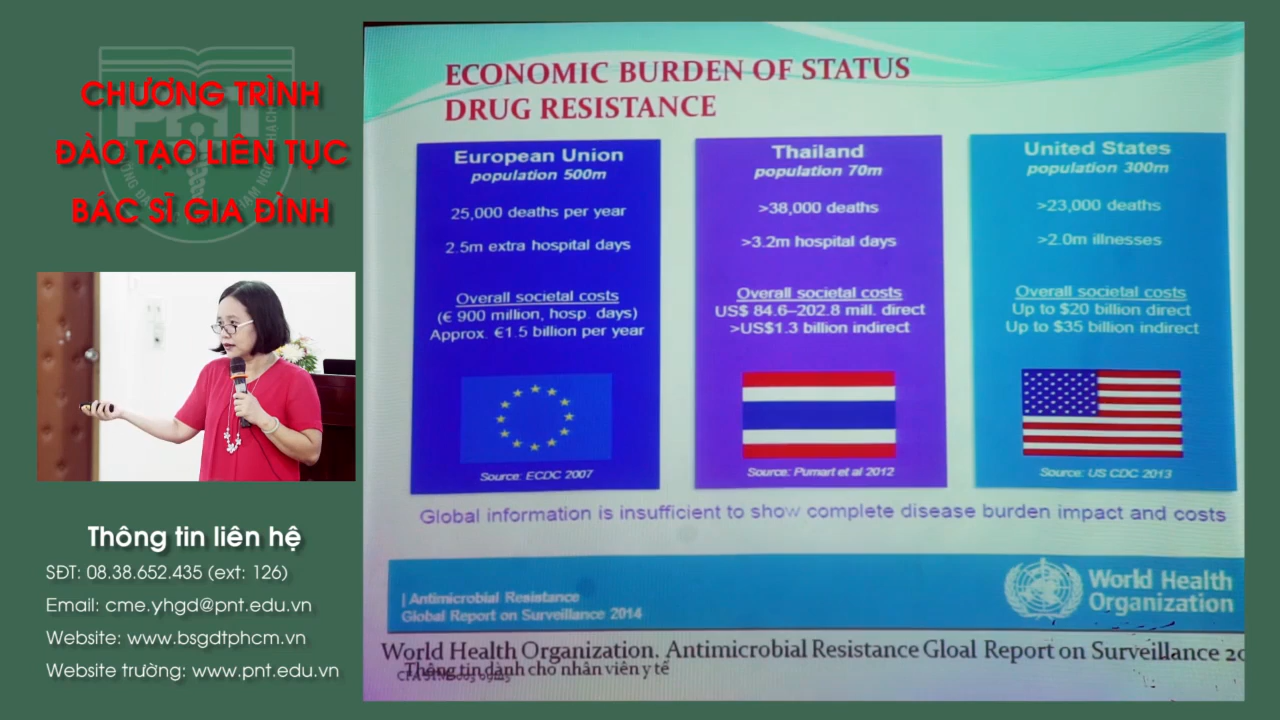 CHƯƠNG TRÌNH
ĐÀO TẠO LIÊN TỤC
BÁC SĨ GIA ĐÌNH
Thông tin liên hệ
SĐT: 08.38.652.435 (ext: 126)
Email: cme.yhgd@pnt.edu.vn
Website: www.bsgdtphcm.vn
Website trường: www.pnt.edu.vn
ECONOMIC BURDEN OF STATUS
DRUG RESISTANCE
European Union
population 500m
25,000 deaths per year
2.5m extra hospital days
Overall societal costs
(€ 900 million, hosp. days)
Approx. €1.5 billion per year
Source: ECDC 2007
Thailand
population 70m
>38,000 deaths
>3.2m hospital days
Overall societal costs
US$ 84.6–202.8 mill. direct
>US$1.3 billion indirect
Source: Pumart et al 2012
United States
population 300m
>23,000 deaths
>2.0m illnesses
Overall societal costs
Up to $20 billion direct
Up to $35 billion indirect
Source: US CDC 2013
Global information is insufficient to show complete disease burden impact and costs
| Antimicrobial Resistance
Global Report on Surveillance 2014
World Health
Organization
World Health Organization. Antimicrobial Resistance Gloal Report on Surveillance 20
Thông tin dành cho nhân viên y tế